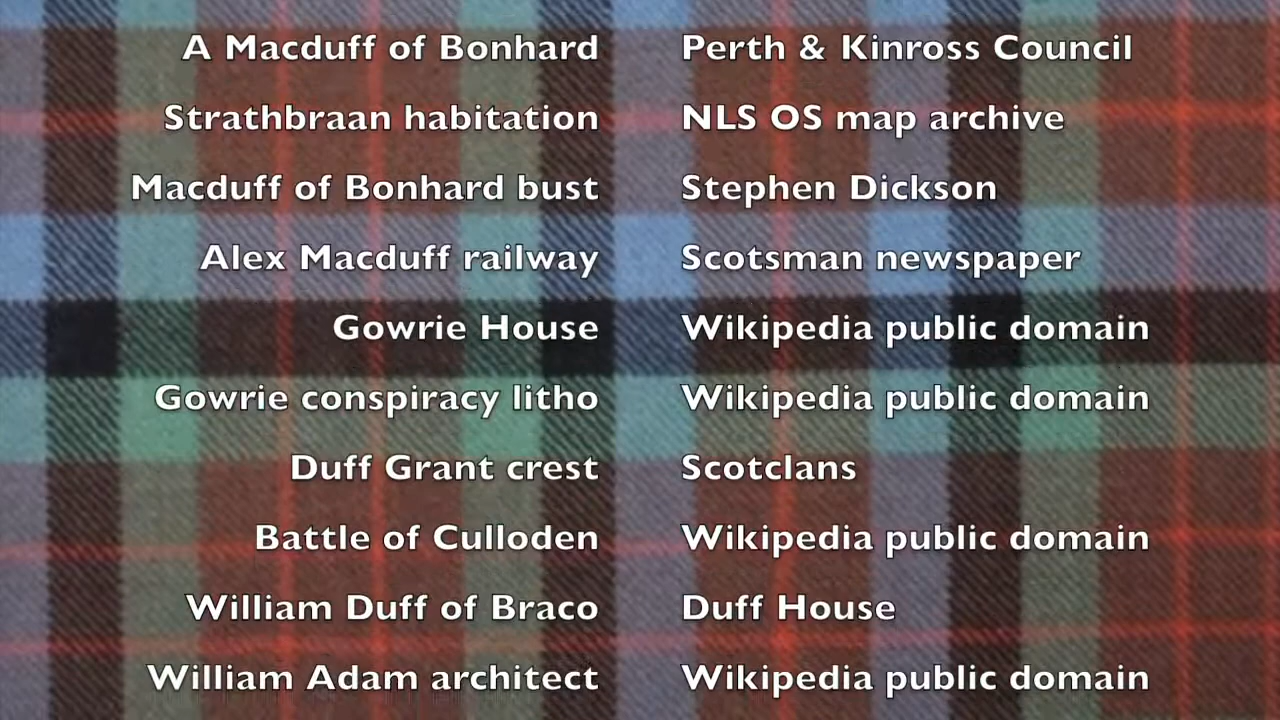 A Macduff of Bonhard Perth & Kinross Council
Strathbraan habitation NLS OS map archive
Macduff of Bonhard bust Stephen Dickson
Alex Macduff railway Scotsman newspaper
Gowrie House Wikipedia public domain
Gowrie conspiracy litho Wikipedia public domain
Duff Grant crest Scotclans
Battle of Culloden Wikipedia public domain
William Duff of Braco Duff House
William Adam architect Wikipedia public domain